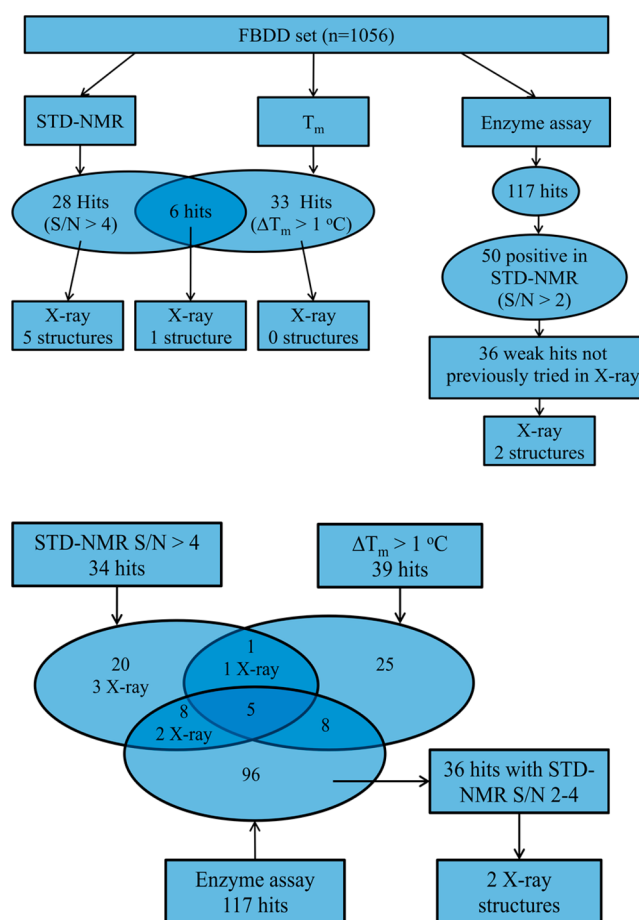 FBDD set (n=1056)
STD-NMR
Tm
Enzyme assay
28 Hits
(S/N > 4)
6 hits
33 Hits
(ΔTm > 1 °C)
117 hits
50 positive in
STD-NMR
(S/N > 2)
X-ray
5 structures
X-ray
1 structure
X-ray
0 structures
36 weak hits not
previously tried in X-ray
X-ray
2 structures
STD-NMR S/N > 4
34 hits
ΔTm > 1 °C
39 hits
20
3 X-ray
1
1 X-ray
25
8
2 X-ray
5
8
96
36 hits with STD-
NMR S/N 2-4
Enzyme assay
117 hits
2 X-ray
structures